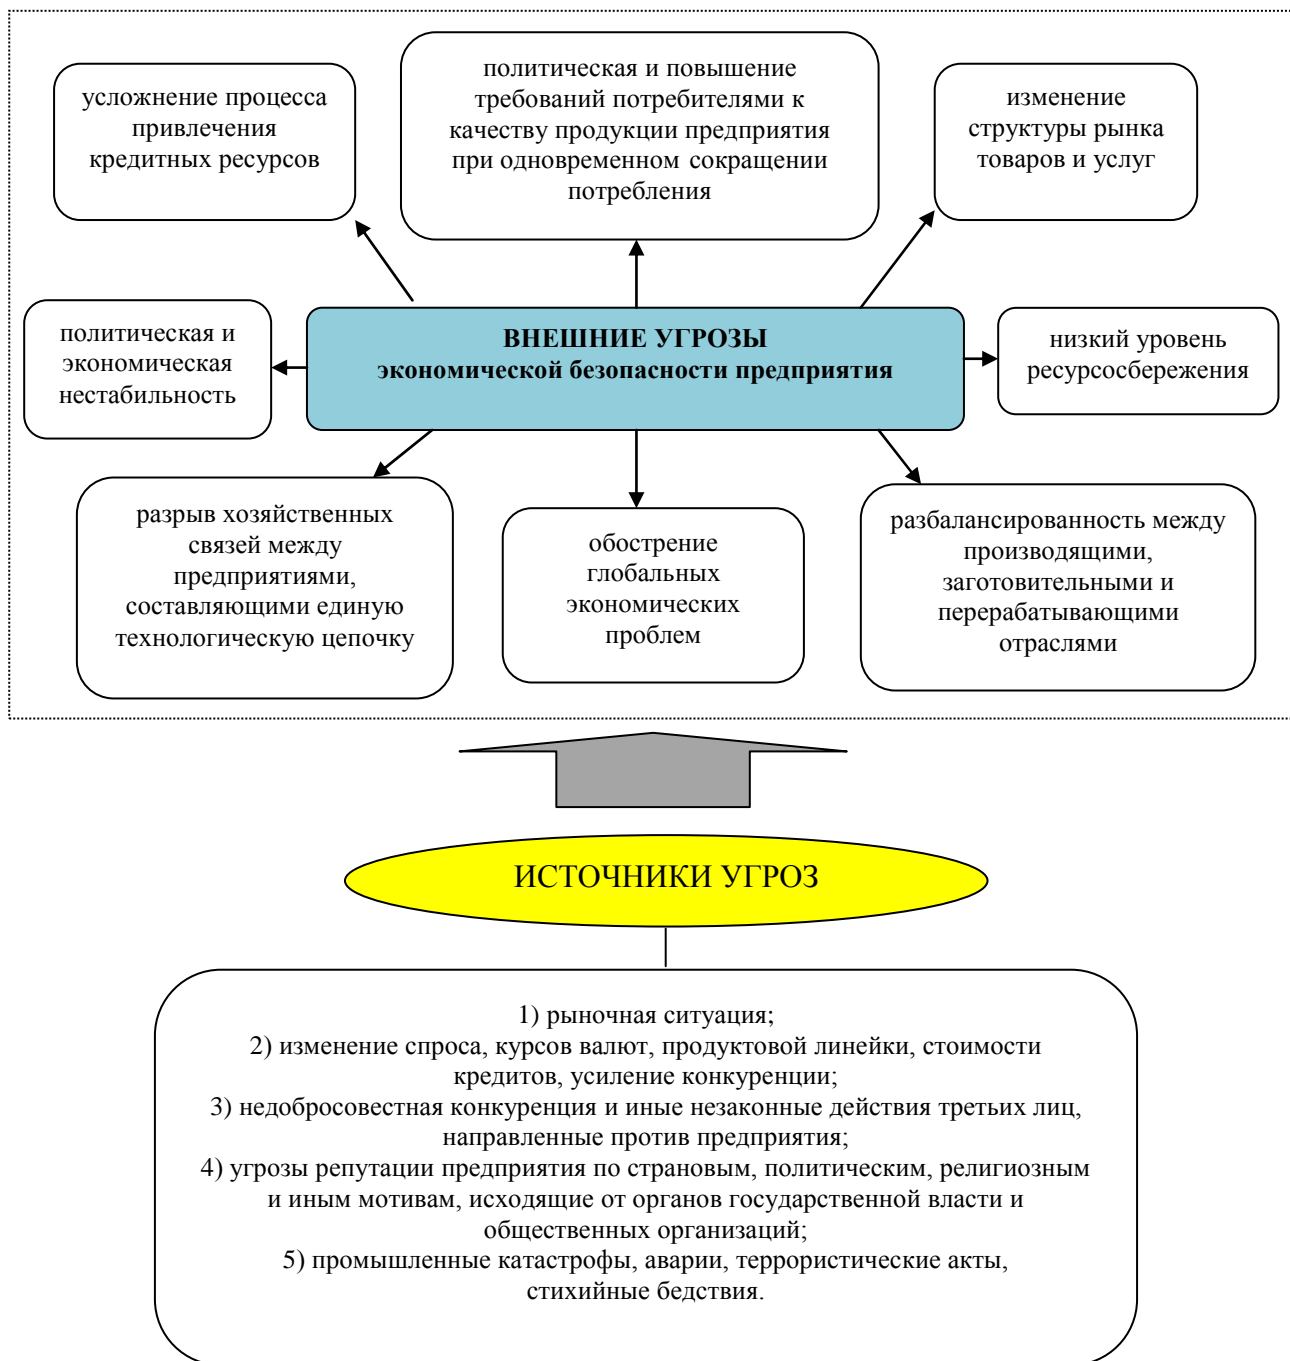 усложнение процесса
привлечения
кредитных ресурсов
политическая и повышение
требований потребителями к
качеству продукции предприятия
при одновременном сокращении
потребления
изменение
структуры рынка
товаров и услуг
политическая и
экономическая
нестабильность
ВНЕШНИЕ УГРОЗЫ
экономической безопасности предприятия
низкий уровень
ресурсосбережения
разрыв хозяйственных
связей между
предприятиями,
составляющими единую
технологическую цепочку
обострение
глобальных
экономических
проблем
разбалансированность между
производящими,
заготовительными и
перерабатывающими
отраслями
ИСТОЧНИКИ УГРОЗ
1) рыночная ситуация;
2) изменение спроса, курсов валют, продуктовой линейки, стоимости
кредитов, усиление конкуренции;
3) недобросовестная конкуренция и иные незаконные действия третьих лиц,
направленные против предприятия;
4) угрозы репутации предприятия по страновым, политическим, религиозным
и иным мотивам, исходящие от органов государственной власти и
общественных организаций;
5) промышленные катастрофы, аварии, террористические акты,
стихийные бедствия.